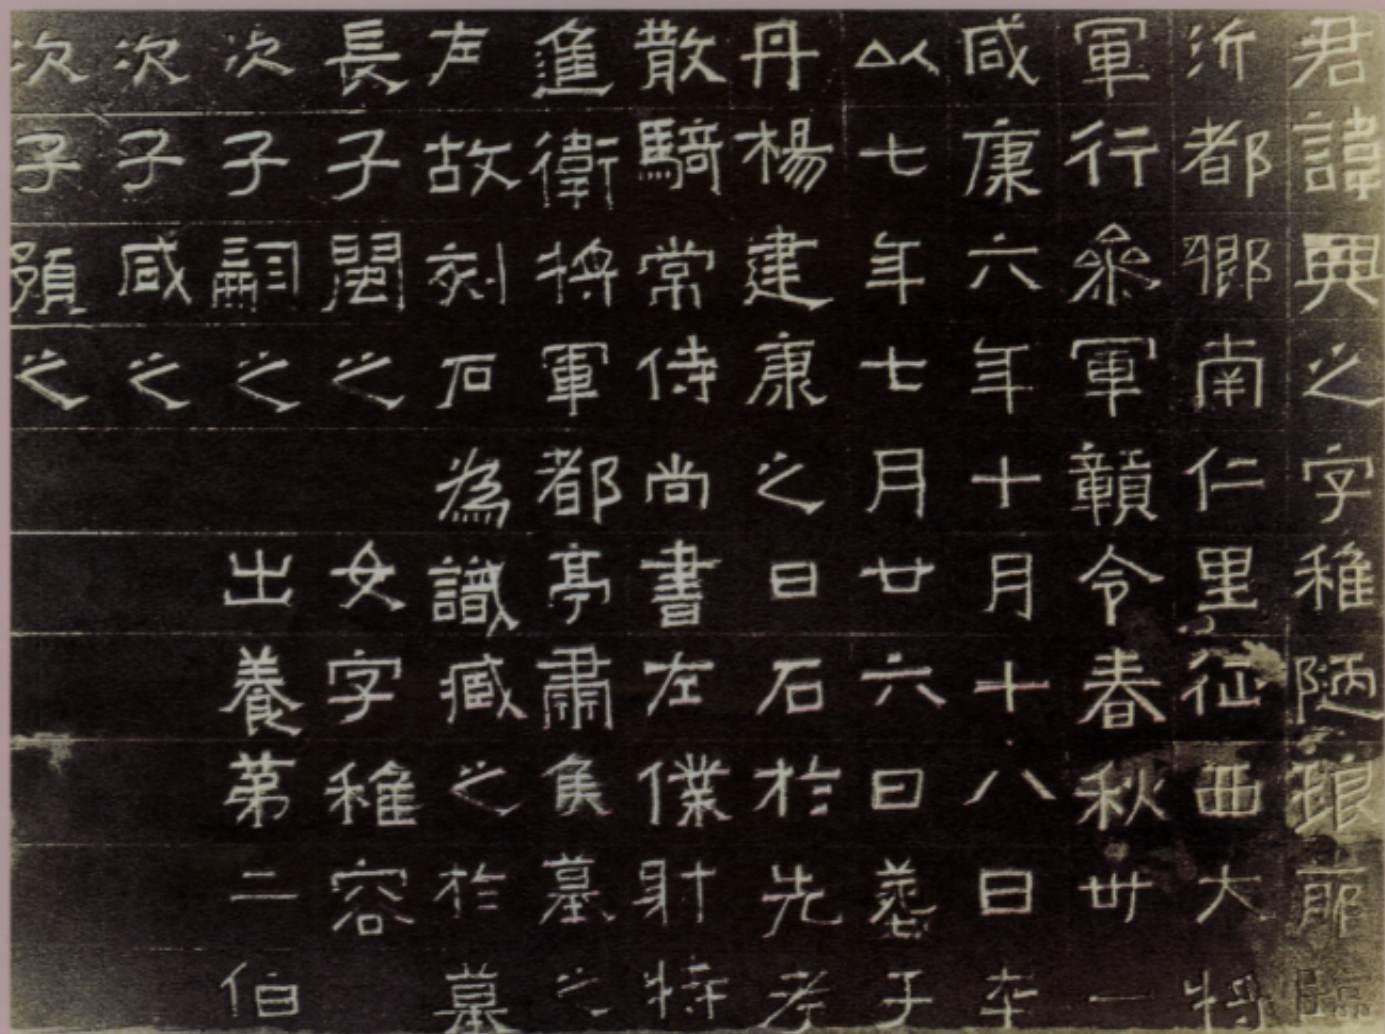 君諱興之字稚陋琅耶臨
沂都鄉南仁里征西大將
軍行參軍贛令春秋卅一
咸康六年十月十八日卒
以七年七月廿六日葬于
丹楊建康之白石於先考
散騎常侍尚書左僕射特
進衛將軍都亭肅侯墓之
左故刻石為識臧之於墓
長子閩之 女字稚容
次子嗣之 出養第二伯
次子咸之
次子預之